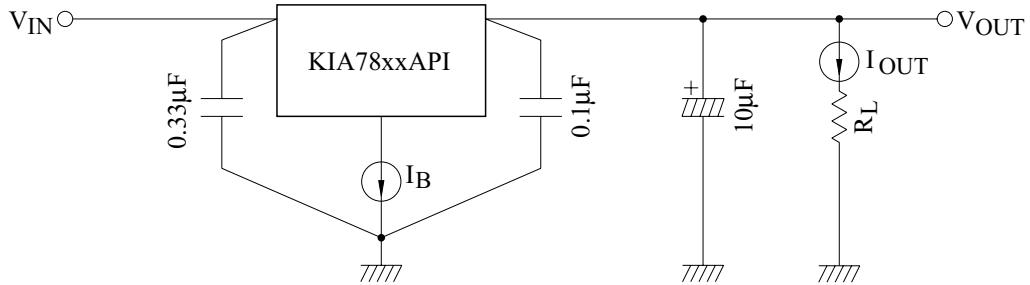 VIN
KIA78xxAPI
VOUT
0.33µF
IB
0.1µF
+
10µF
IOUT
RL